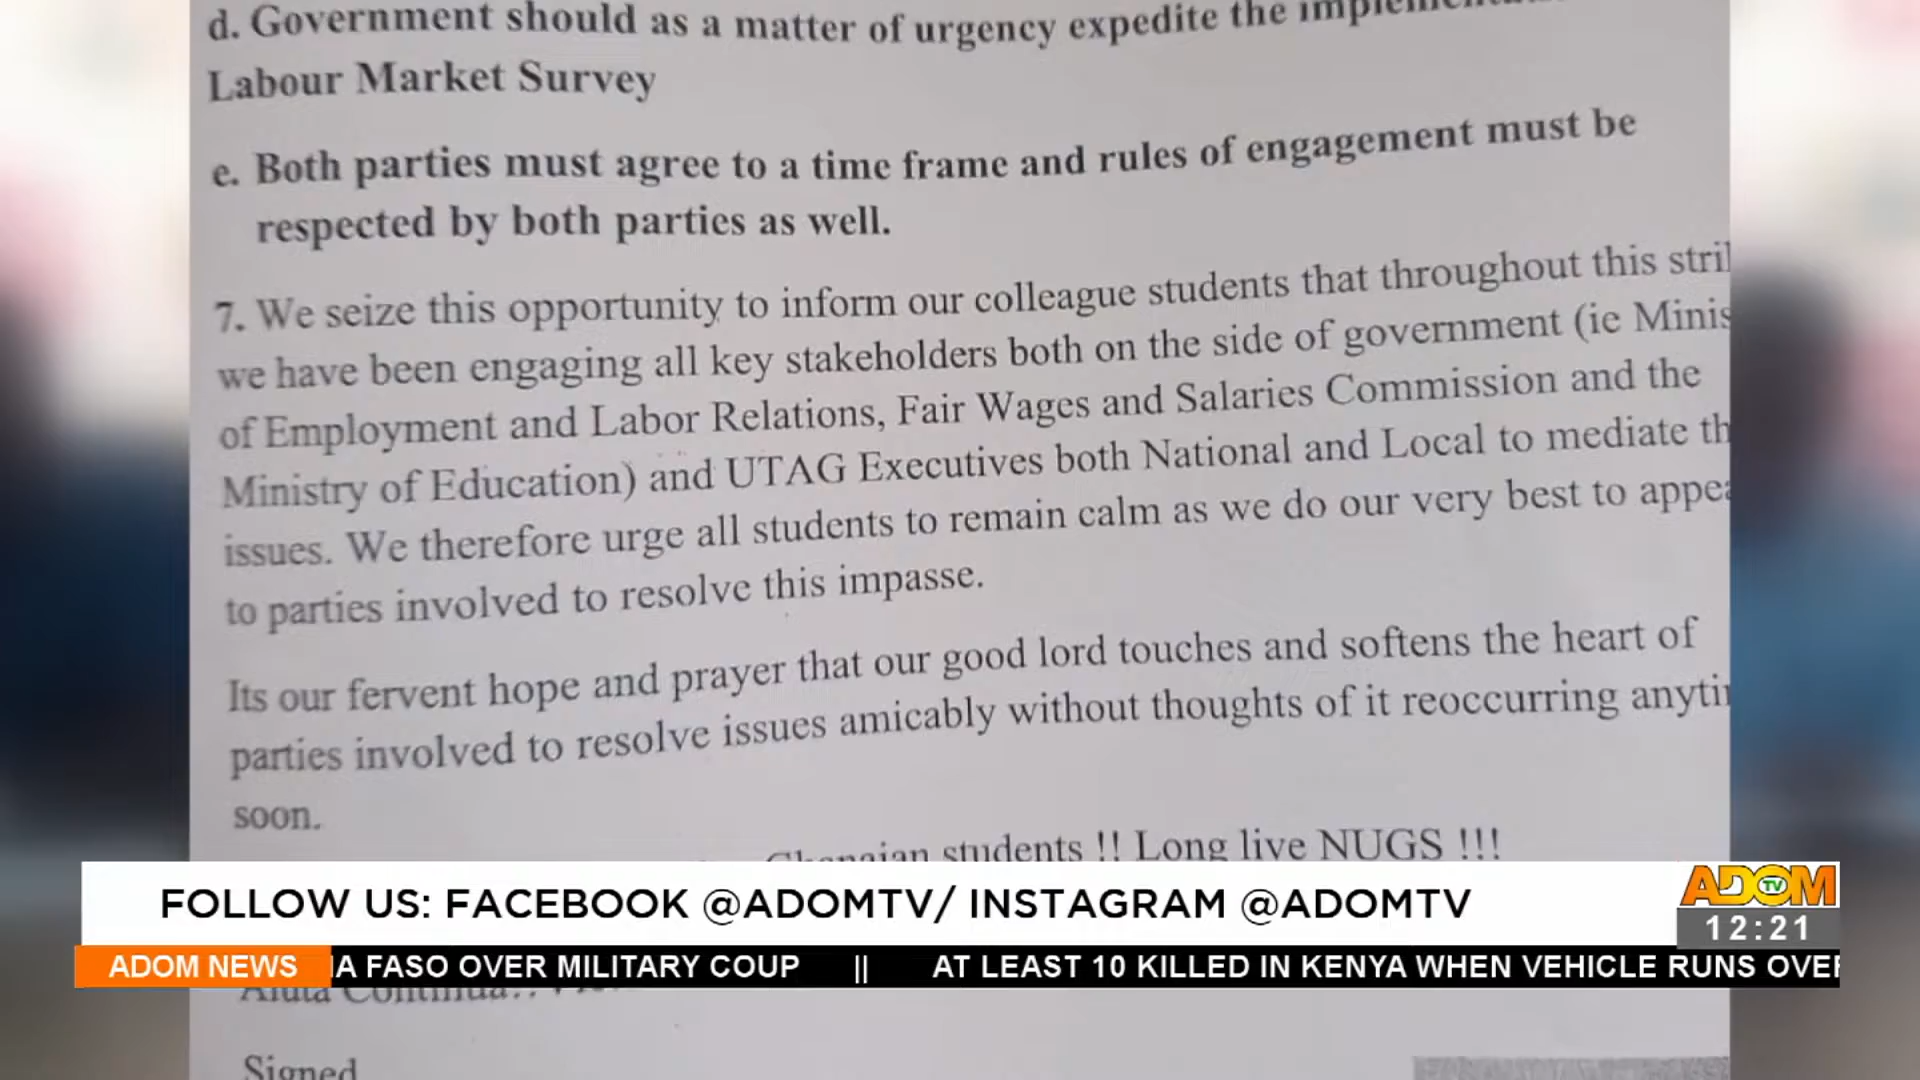 d. Government should as a matter of urgency expedite the
Labour Market Survey
e. Both parties must agree to a time frame and rules of engagement must be
respected by both parties as well.
7. We seize this opportunity to inform our colleague students that throughout this
we have been engaging all key stakeholders both on the side of government (ie
of Employment and Labor Relations, Fair Wages and Salaries Commission and the
Ministry of Education) and UTAG Executives both National and Local to mediate
issues. We therefore urge all students to remain calm as we do our very best to
to parties involved to resolve this impasse.
Its our fervent hope and prayer that our good lord touches and softens the heart of
parties involved to resolve issues amicably without thoughts of it reoccurring
soon.
students !! Long live NUGS !!!
FOLLOW US: FACEBOOK @ADOMTV/ INSTAGRAM @ADOMTV
ADOM TV
12:21
ADOM NEWS A FASO OVER MILITARY COUP || AT LEAST 10 KILLED IN KENYA WHEN VEHICLE RUNS OVER
Signed